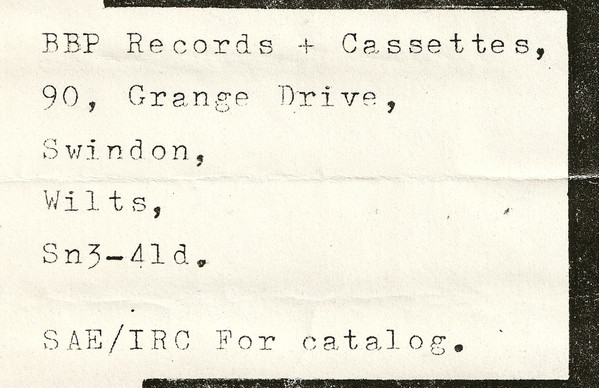 BBP Records + Cassettes,
90, Grange Drive,
Swindon,
Wilts,
Sn3-4ld.
SAE/IRC For catalog.